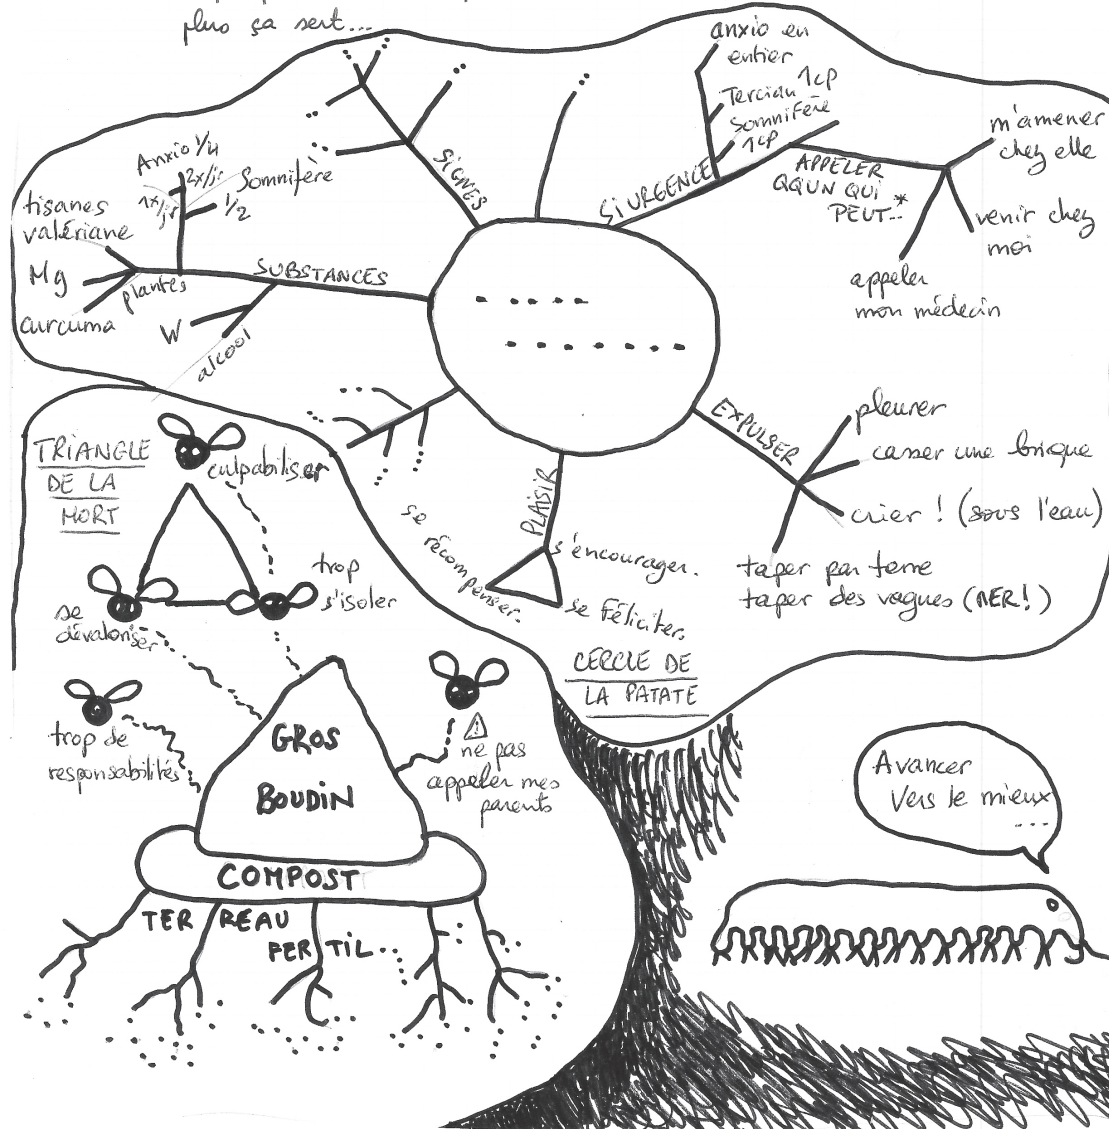 plus ça sert...
anxio en
entier
Tercian 1cp
Somnifère
1cp
SIGNES
SI URGENCE
APPELER
QQUN QUI
PEUT...*
m'amener
chez elle
venir chez
moi
appeler
mon médecin
Anxio 1/4
2x/jr
1x/jr
Somnifère
1/2
tisanes
valériane
Mg
curcuma
plantes
SUBSTANCES
W
alcool
EXPULSER
pleurer
casser une brique
crier ! (sous l'eau)
taper par terre
taper des vagues (MER!)
PLAISIR
s'encourager.
se récompenser.
se Féliciter.
CERCLE DE
LA PATATE
TRIANGLE
DE LA
MORT
culpabiliser
trop
s'isoler
se
dévaloriser
trop de
responsabilités
⚠
ne pas
appeler mes
parents
GROS
BOUDIN
COMPOST
TERREAU
FERTIL...
Avancer
vers le mieux
...